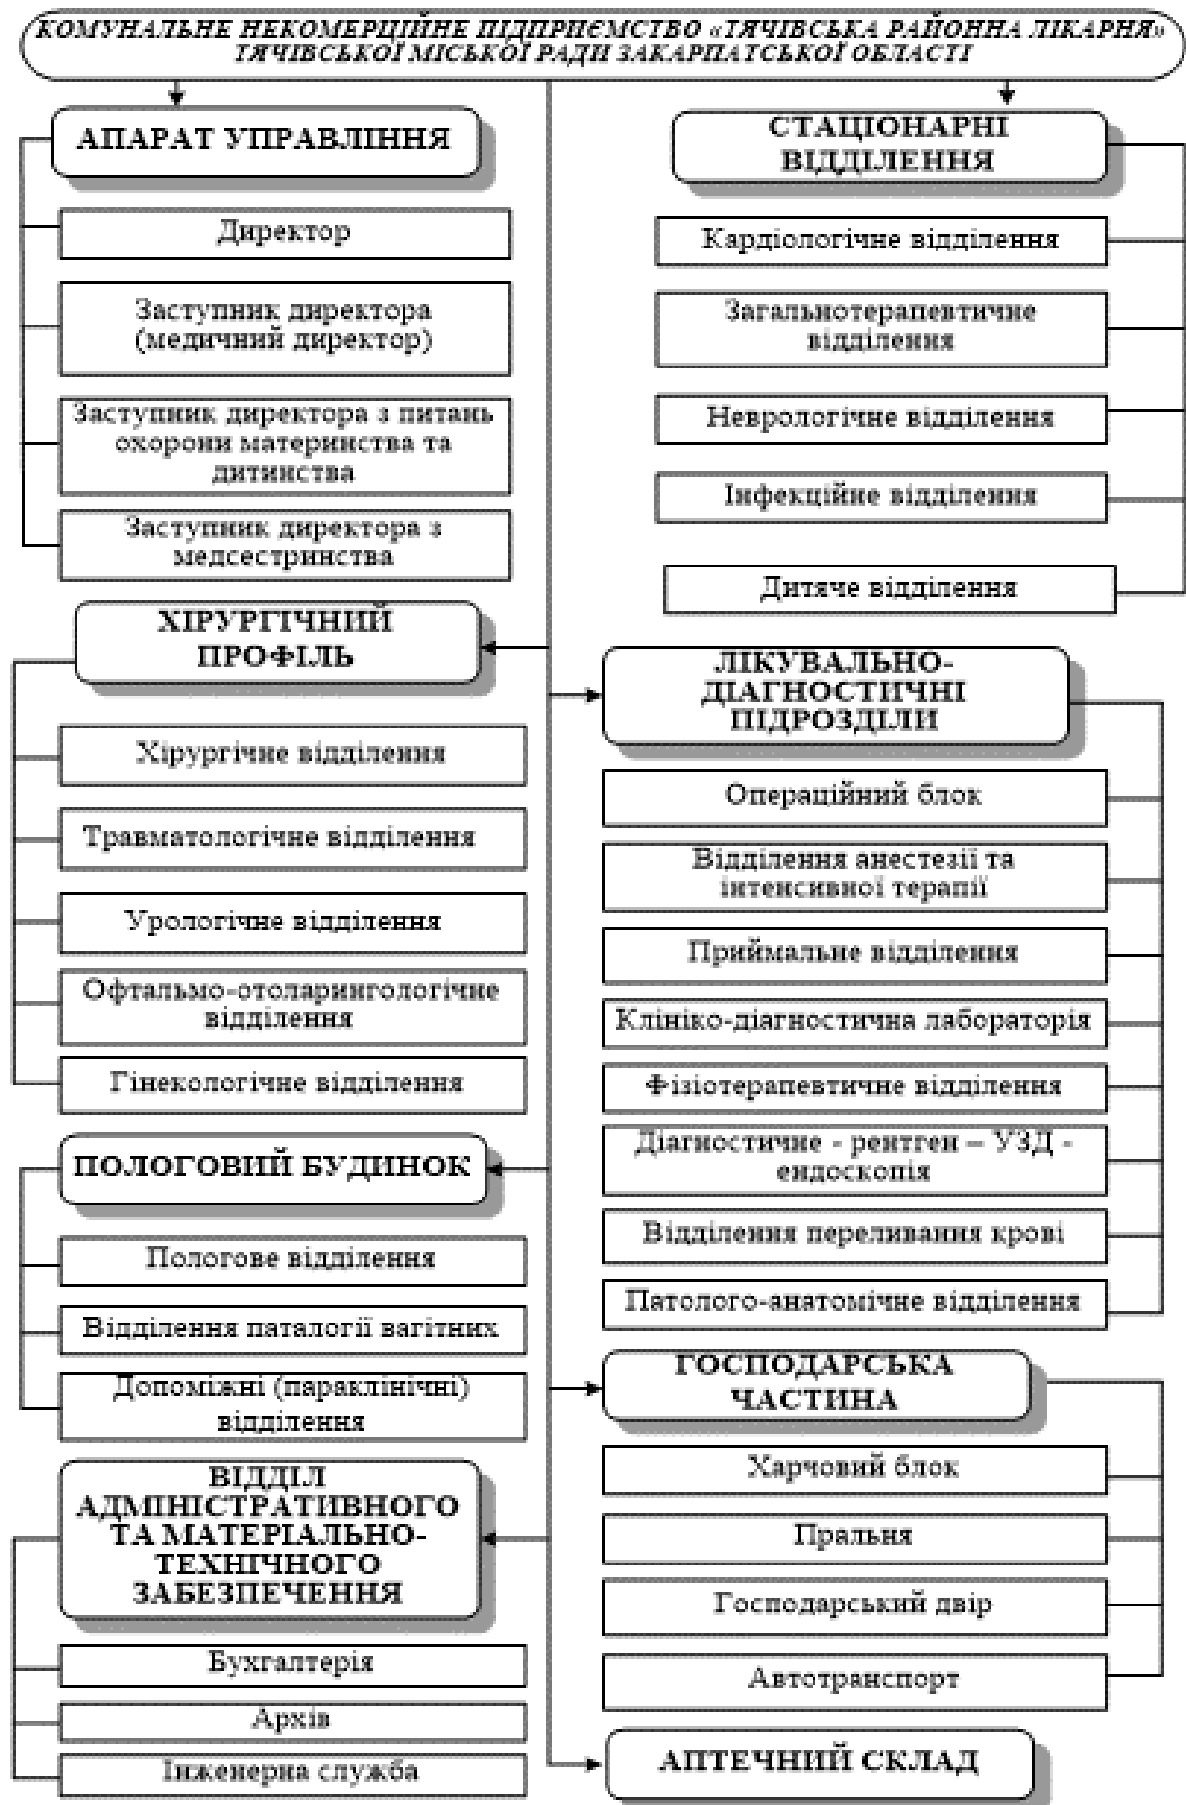 КОМУНАЛЬНЕ НЕКОМЕРЦІЙНЕ ПІДПРИЄМСТВО «ТЯЧІВСЬКА РАЙОННА ЛІКАРНЯ»
ТЯЧІВСЬКОЇ МІСЬКОЇ РАДИ ЗАКАРПАТСЬКОЇ ОБЛАСТІ
АПАРАТ УПРАВЛІННЯ
Директор
Заступник директора
(медичний директор)
Заступник директора з питань
охорони материнства та
дитинства
Заступник директора з
медсестринства
ХІРУРГІЧНИЙ
ПРОФІЛЬ
Хірургічне відділення
Травматологічне відділення
Урологічне відділення
Офтальмо-отоларингологічне
відділення
Гінекологічне відділення
ПОЛОГОВИЙ БУДИНОК
Пологове відділення
Відділення паталогії вагітних
Допоміжні (параклінічні)
відділення
ВІДДІЛ
АДМІНІСТРАТИВНОГО
ТА МАТЕРІАЛЬНО-
ТЕХНІЧНОГО
ЗАБЕЗПЕЧЕННЯ
Бухгалтерія
Архів
Інженерна служба
СТАЦІОНАРНІ
ВІДДІЛЕННЯ
Кардіологічне відділення
Загальнотерапевтичне
відділення
Неврологічне відділення
Інфекційне відділення
Дитяче відділення
ЛІКУВАЛЬНО-
ДІАГНОСТИЧНІ
ПІДРОЗДІЛИ
Операційний блок
Відділення анестезії та
інтенсивної терапії
Приймальне відділення
Клініко-діагностична лабораторія
Фізіотерапевтичне відділення
Діагностичне - рентген – УЗД -
ендоскопія
Відділення переливання крові
Патолого-анатомічне відділення
ГОСПОДАРСЬКА
ЧАСТИНА
Харчовий блок
Пральня
Господарський двір
Автотранспорт
АПТЕЧНИЙ СКЛАД